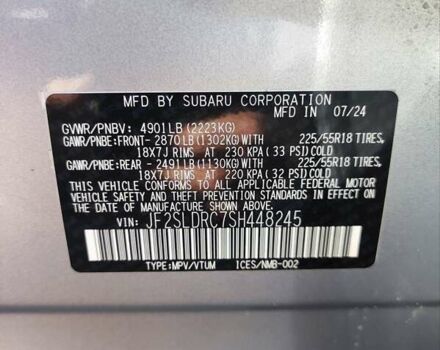 MFD BY SUBARU CORPORATION
IN 07/24
GVWR/PNBV: 4901LB(2223KG)
GAWR/PNBE:FRONT- 2870LB(1302KG)WITH 225/55R18 TIRES,
18X7J RIMS AT 230 KPA(33 PSI)COLD
GAWR/PNBE:REAR -2491LB(1130KG)WITH 225/55R18 TIRES,
18X7J RIMS AT 220 KPA(32 PSI)COLD
THIS VEHICLE CONFORMS TO ALL APPLICABLE FEDERAL MOTOR
VEHICLE SAFETY AND THEFT PREVENTION STANDARDS IN EFFECT
ON THE DATE OF MANUFACTURE SHOWN ABOVE.
VIN: JF2SLDRC7SH448245
TYPE:MPV/VTUM ICES/NMB-002